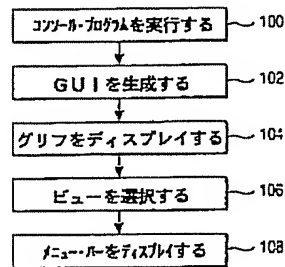 コンソール・プログラムを実行する 100
GUIを生成する 102
グリフをディスプレイする 104
ビューを選択する 106
メニュー・バーをディスプレイする 108